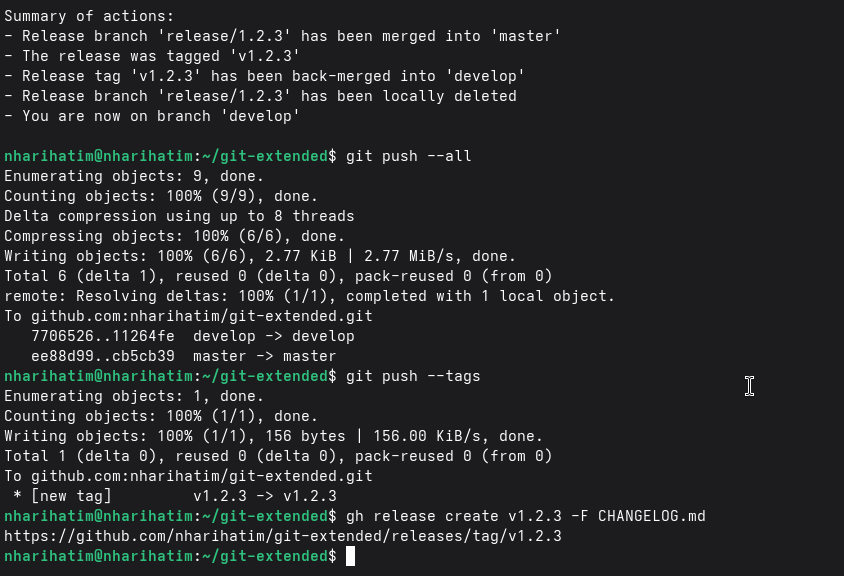 Summary of actions:
- Release branch 'release/1.2.3' has been merged into 'master'
- The release was tagged 'v1.2.3'
- Release tag 'v1.2.3' has been back-merged into 'develop'
- Release branch 'release/1.2.3' has been locally deleted
- You are now on branch 'develop'

nharihatim@nharihatim:~/git-extended$ git push --all
Enumerating objects: 9, done.
Counting objects: 100% (9/9), done.
Delta compression using up to 8 threads
Compressing objects: 100% (6/6), done.
Writing objects: 100% (6/6), 2.77 KiB | 2.77 MiB/s, done.
Total 6 (delta 1), reused 0 (delta 0), pack-reused 0 (from 0)
remote: Resolving deltas: 100% (1/1), completed with 1 local object.
To github.com:nharihatim/git-extended.git
   7706526..11264fe  develop -> develop
   ee88d99..cb5cb39  master -> master
nharihatim@nharihatim:~/git-extended$ git push --tags
Enumerating objects: 1, done.
Counting objects: 100% (1/1), done.
Writing objects: 100% (1/1), 156 bytes | 156.00 KiB/s, done.
Total 1 (delta 0), reused 0 (delta 0), pack-reused 0 (from 0)
To github.com:nharihatim/git-extended.git
 * [new tag]         v1.2.3 -> v1.2.3
nharihatim@nharihatim:~/git-extended$ gh release create v1.2.3 -F CHANGELOG.md
https://github.com/nharihatim/git-extended/releases/tag/v1.2.3
nharihatim@nharihatim:~/git-extended$